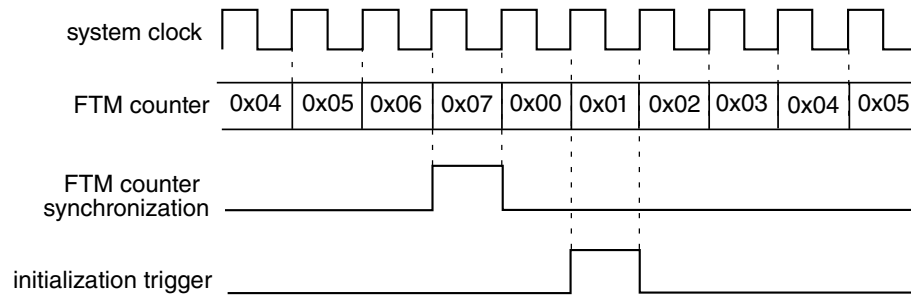 system clock
FTM counter 0x04 0x05 0x06 0x07 0x00 0x01 0x02 0x03 0x04 0x05
FTM counter
synchronization
initialization trigger